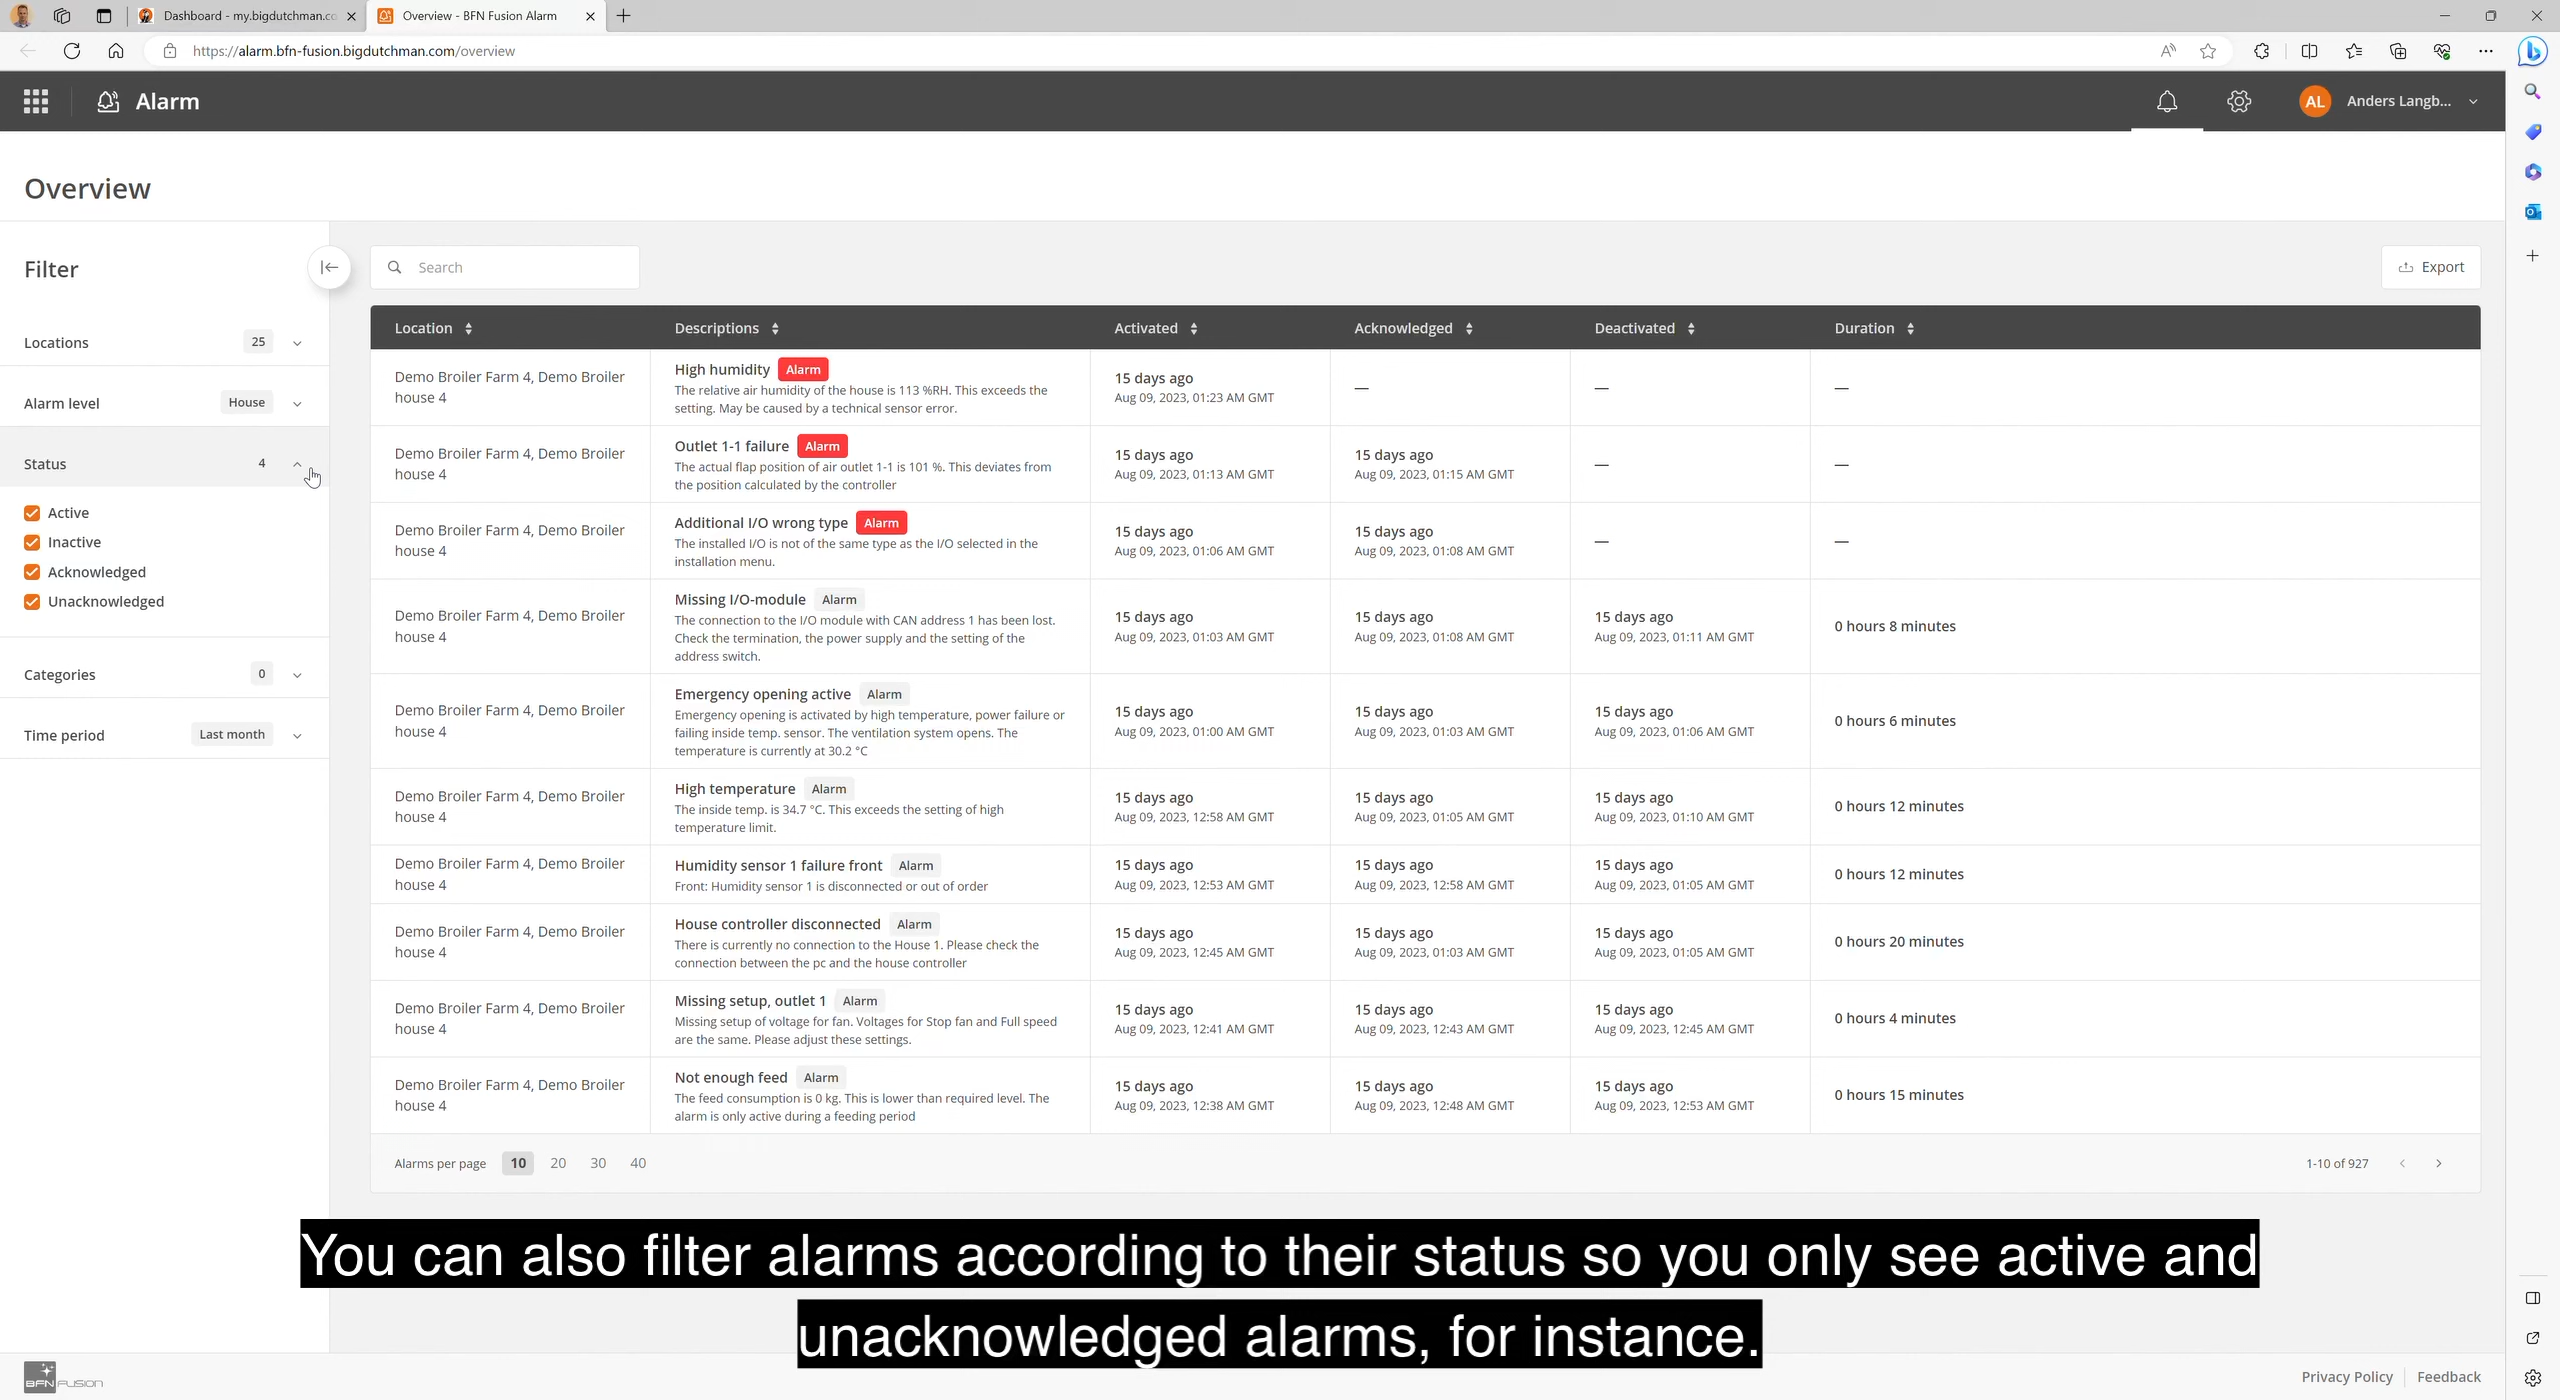 Dashboard - my.bigdutchman.co
Overview - BFN Fusion Alarm
https://alarm.bfn-fusion.bigdutchman.com/overview
Alarm
AL
Anders Langb...
Overview
Filter
Search
Export
Locations
25
Alarm level
House
Status
4
Active
Inactive
Acknowledged
Unacknowledged
Categories
0
Time period
Last month
Location
Descriptions
Activated
Acknowledged
Deactivated
Duration
Demo Broiler Farm 4, Demo Broiler
house 4
High humidity Alarm
The relative air humidity of the house is 113 %RH. This exceeds the
setting. May be caused by a technical sensor error.
15 days ago
Aug 09, 2023, 01:23 AM GMT
—
—
—
Demo Broiler Farm 4, Demo Broiler
house 4
Outlet 1-1 failure Alarm
The actual flap position of air outlet 1-1 is 101 %. This deviates from
the position calculated by the controller
15 days ago
Aug 09, 2023, 01:13 AM GMT
15 days ago
Aug 09, 2023, 01:15 AM GMT
—
—
Demo Broiler Farm 4, Demo Broiler
house 4
Additional I/O wrong type Alarm
The installed I/O is not of the same type as the I/O selected in the
installation menu.
15 days ago
Aug 09, 2023, 01:06 AM GMT
15 days ago
Aug 09, 2023, 01:08 AM GMT
—
—
Demo Broiler Farm 4, Demo Broiler
house 4
Missing I/O-module Alarm
The connection to the I/O module with CAN address 1 has been lost.
Check the termination, the power supply and the setting of the
address switch.
15 days ago
Aug 09, 2023, 01:03 AM GMT
15 days ago
Aug 09, 2023, 01:08 AM GMT
15 days ago
Aug 09, 2023, 01:11 AM GMT
0 hours 8 minutes
Demo Broiler Farm 4, Demo Broiler
house 4
Emergency opening active Alarm
Emergency opening is activated by high temperature, power failure or
failing inside temp. sensor. The ventilation system opens. The
temperature is currently at 30.2 °C
15 days ago
Aug 09, 2023, 01:00 AM GMT
15 days ago
Aug 09, 2023, 01:03 AM GMT
15 days ago
Aug 09, 2023, 01:06 AM GMT
0 hours 6 minutes
Demo Broiler Farm 4, Demo Broiler
house 4
High temperature Alarm
The inside temp. is 34.7 °C. This exceeds the setting of high
temperature limit.
15 days ago
Aug 09, 2023, 12:58 AM GMT
15 days ago
Aug 09, 2023, 01:05 AM GMT
15 days ago
Aug 09, 2023, 01:10 AM GMT
0 hours 12 minutes
Demo Broiler Farm 4, Demo Broiler
house 4
Humidity sensor 1 failure front Alarm
Front: Humidity sensor 1 is disconnected or out of order
15 days ago
Aug 09, 2023, 12:53 AM GMT
15 days ago
Aug 09, 2023, 12:58 AM GMT
15 days ago
Aug 09, 2023, 01:05 AM GMT
0 hours 12 minutes
Demo Broiler Farm 4, Demo Broiler
house 4
House controller disconnected Alarm
There is currently no connection to the House 1. Please check the
connection between the pc and the house controller
15 days ago
Aug 09, 2023, 12:45 AM GMT
15 days ago
Aug 09, 2023, 01:03 AM GMT
15 days ago
Aug 09, 2023, 01:05 AM GMT
0 hours 20 minutes
Demo Broiler Farm 4, Demo Broiler
house 4
Missing setup, outlet 1 Alarm
Missing setup of voltage for fan. Voltages for Stop fan and Full speed
are the same. Please adjust these settings.
15 days ago
Aug 09, 2023, 12:41 AM GMT
15 days ago
Aug 09, 2023, 12:43 AM GMT
15 days ago
Aug 09, 2023, 12:45 AM GMT
0 hours 4 minutes
Demo Broiler Farm 4, Demo Broiler
house 4
Not enough feed Alarm
The feed consumption is 0 kg. This is lower than required level. The
alarm is only active during a feeding period
15 days ago
Aug 09, 2023, 12:38 AM GMT
15 days ago
Aug 09, 2023, 12:48 AM GMT
15 days ago
Aug 09, 2023, 12:53 AM GMT
0 hours 15 minutes
Alarms per page 10 20 30 40
1-10 of 927
You can also filter alarms according to their status so you only see active and
unacknowledged alarms, for instance.
BFN FUSION
Privacy Policy
Feedback